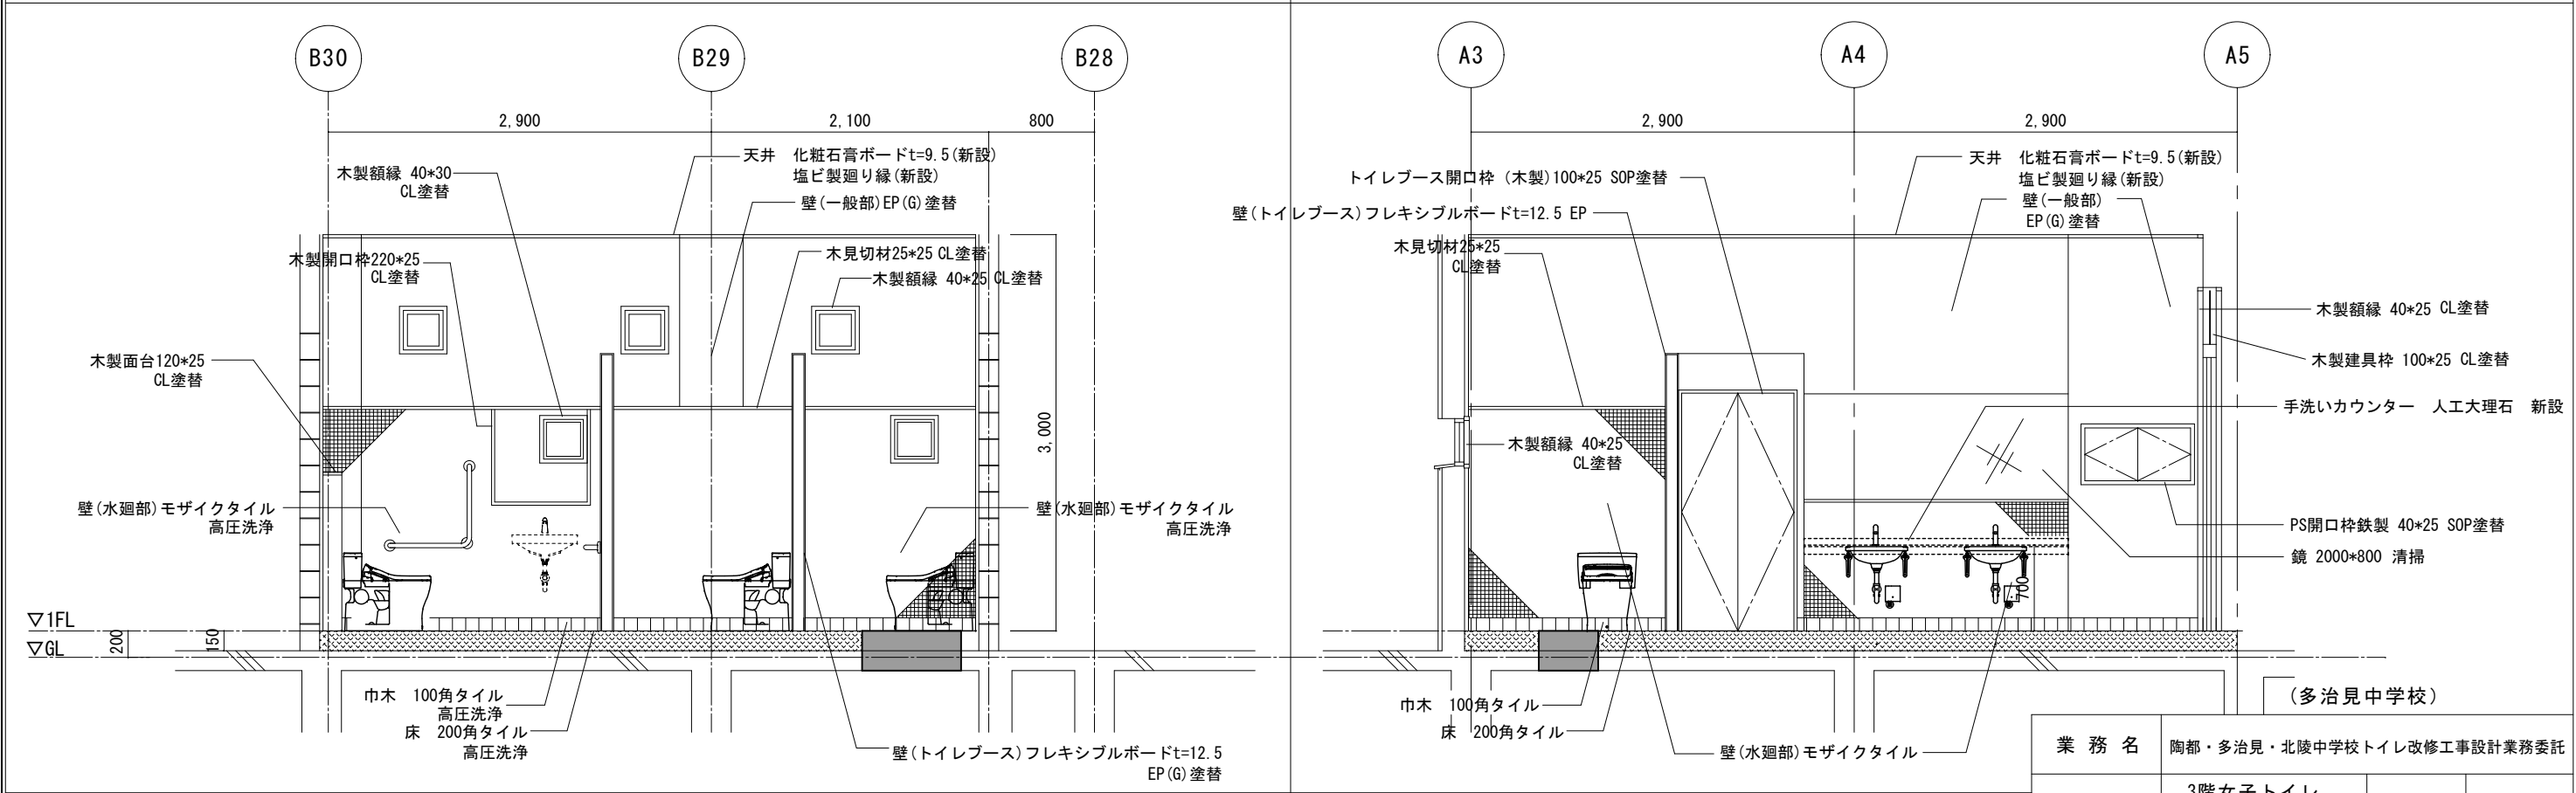 B30
B29
B28
2,900
2,100
800
木製額縁 40*30
CL塗替
天井　化粧石膏ボードt=9.5(新設)
塩ビ製廻り縁(新設)
壁(一般部)EP(G)塗替
木製開口枠220*25
CL塗替
木見切材25*25 CL塗替
木製額縁 40*25 CL塗替
木製面台120*25
CL塗替
3,000
壁(水廻部)モザイクタイル
高圧洗浄
壁(水廻部)モザイクタイル
高圧洗浄
▽1FL
▽GL
200
150
巾木　100角タイル
高圧洗浄
床　200角タイル
高圧洗浄
壁(トイレブース)フレキシブルボードt=12.5
EP(G)塗替
A3
A4
A5
2,900
2,900
トイレブース開口枠 (木製)100*25 SOP塗替
天井　化粧石膏ボードt=9.5(新設)
塩ビ製廻り縁(新設)
壁(一般部)
EP(G)塗替
壁(トイレブース)フレキシブルボードt=12.5 EP
木見切材25*25
CL塗替
木製額縁 40*25 CL塗替
木製建具枠 100*25 CL塗替
手洗いカウンター　人工大理石　新設
木製額縁 40*25
CL塗替
PS開口枠鉄製 40*25 SOP塗替
鏡 2000*800 清掃
700
巾木　100角タイル
床　200角タイル
壁(水廻部)モザイクタイル
(多治見中学校)
業務名
陶都・多治見・北陵中学校トイレ改修工事設計業務委託
3階女子トイレ